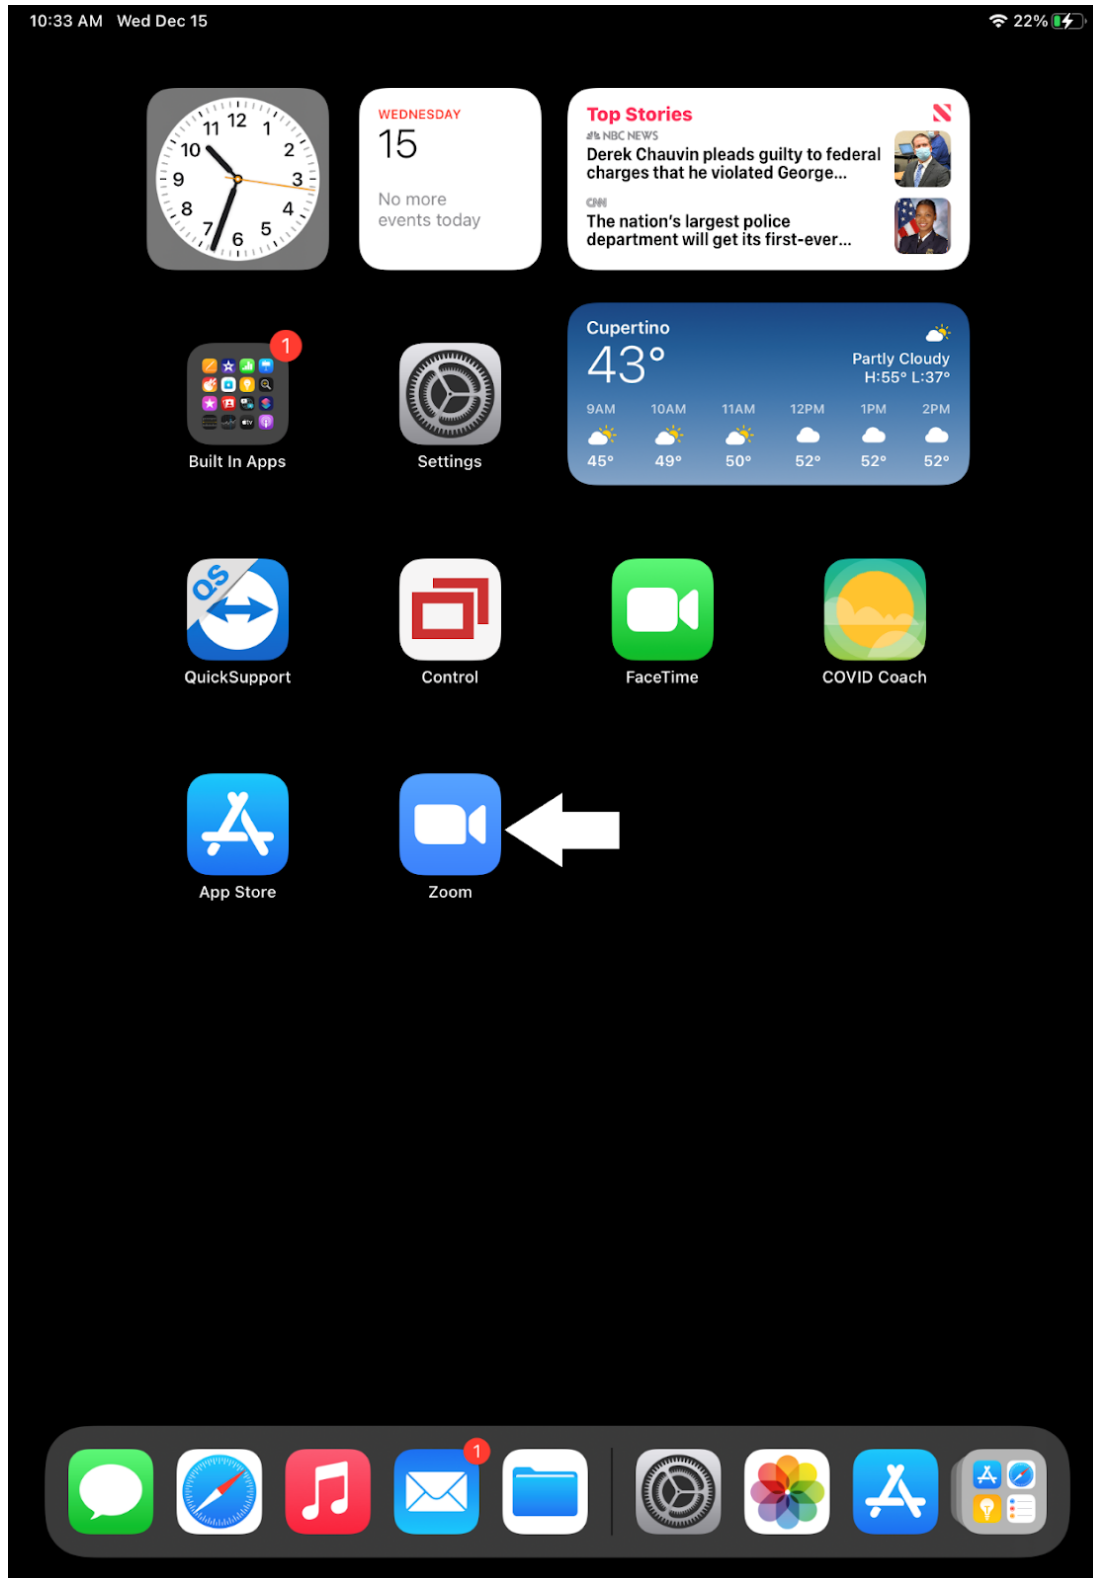 10:33 AM Wed Dec 15
22%
12
1
2
3
4
5
6
7
8
9
10
11
WEDNESDAY
15
No more
events today
Top Stories
NBC NEWS
Derek Chauvin pleads guilty to federal
charges that he violated George...
CNN
The nation's largest police
department will get its first-ever...
1
Built In Apps
Settings
Cupertino
43°
Partly Cloudy
H:55° L:37°
9AM 10AM 11AM 12PM 1PM 2PM
45° 49° 50° 52° 52° 52°
QS
QuickSupport
Control
FaceTime
COVID Coach
App Store
Zoom
1